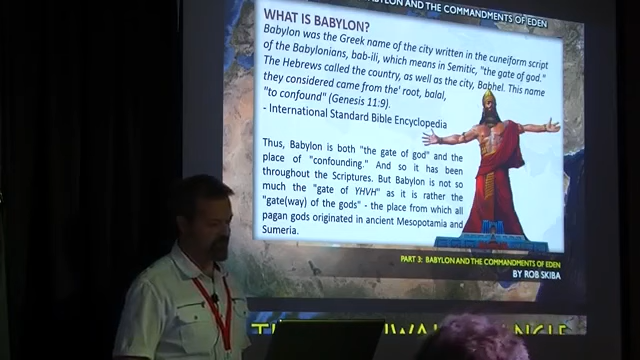 BABYLON AND THE COMMANDMENTS OF EDEN
WHAT IS BABYLON?
Babylon was the Greek name of the city written in the cuneiform script
of the Babylonians, bab-ili, which means in Semitic, "the gate of god."
The Hebrews called the country, as well as the city, Babhel. This name
they considered came from the' root, balal,
"to confound" (Genesis 11:9).
- International Standard Bible Encyclopedia
Thus, Babylon is both "the gate of god" and the
place of "confounding." And so it has been
throughout the Scriptures. But Babylon is not so
much the "gate of YHVH" as it is rather the
"gate(way) of the gods" - the place from which all
pagan gods originated in ancient Mesopotamia and
Sumeria.
PART 3: BABYLON AND THE COMMANDMENTS OF EDEN
BY ROB SKIBA